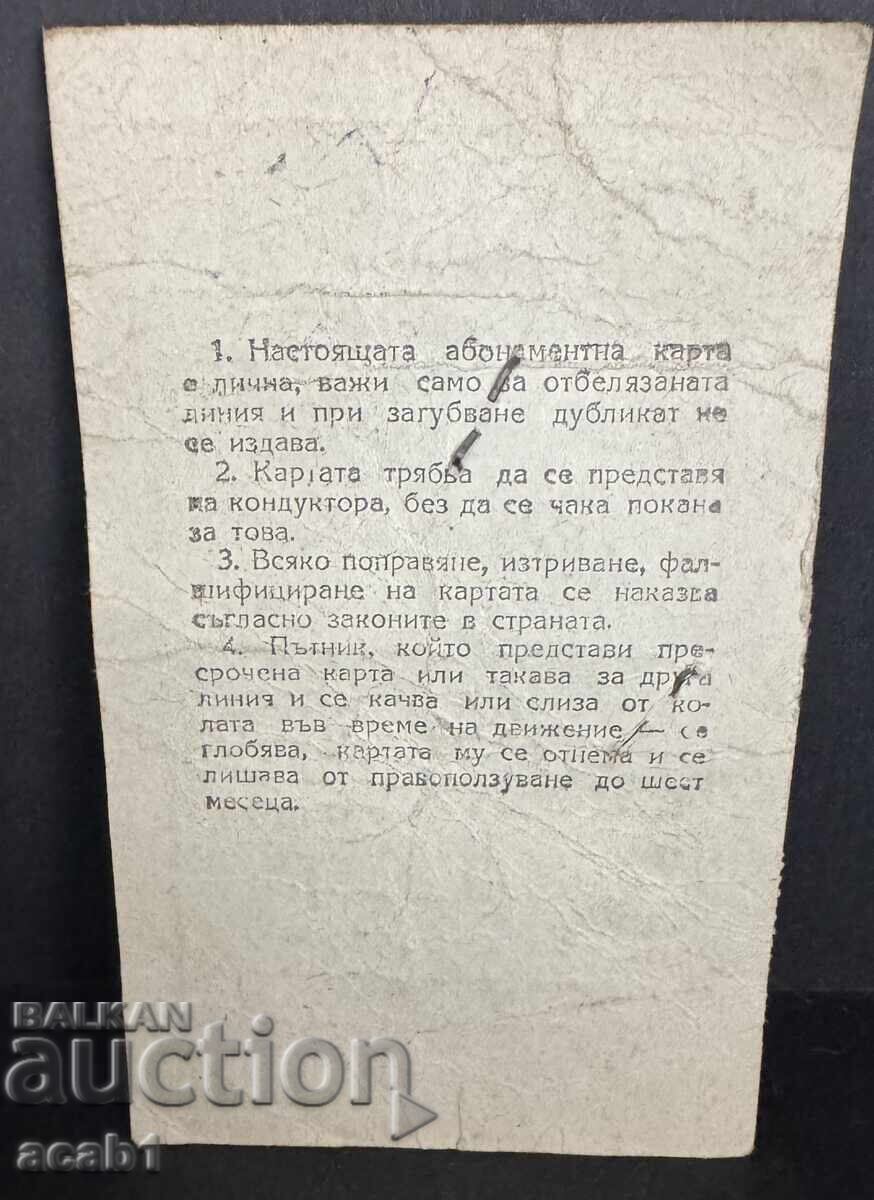 1. Настоящата абонаментна карта
е лична, важи само за отбелязаната
линия и при загубване дубликат не
се издава.
2. Картата трябва да се представя
на кондуктора, без да се чака покана
за това.
3. Всяко поправяне, изтриване, фал-
шифициране на картата се наказва
съгласно законите в страната.
4. Пътник, който представи пре-
срочена карта или такава за друга
линия и се качва или слиза от ко-
лата във време на движение — се
глобява, картата му се отнема и се
лишава от правоползуване до шест
месеца.
BALKAN
auction
acab1